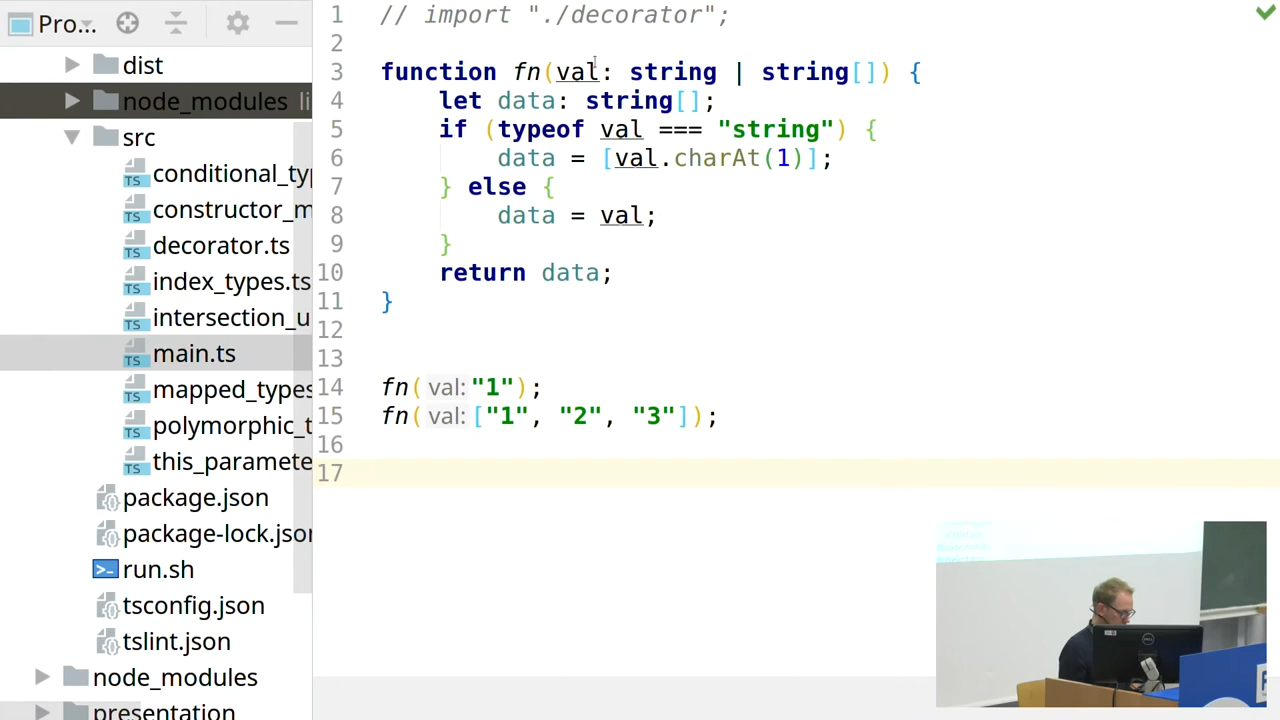 Pro...
dist
node_modules li
src
conditional_ty
constructor_m
decorator.ts
index_types.ts
intersection_u
main.ts
mapped_types
polymorphic_t
this_paramete
package.json
package-lock.jso
run.sh
tsconfig.json
tslint.json
node_modules
presentation
1 // import "./decorator";
2
3 function fn(val: string | string[]) {
4 let data: string[];
5 if (typeof val === "string") {
6 data = [val.charAt(1)];
7 } else {
8 data = val;
9 }
10 return data;
11 }
12
13
14 fn( val: "1");
15 fn( val: ["1", "2", "3"]);
16
17
DELL